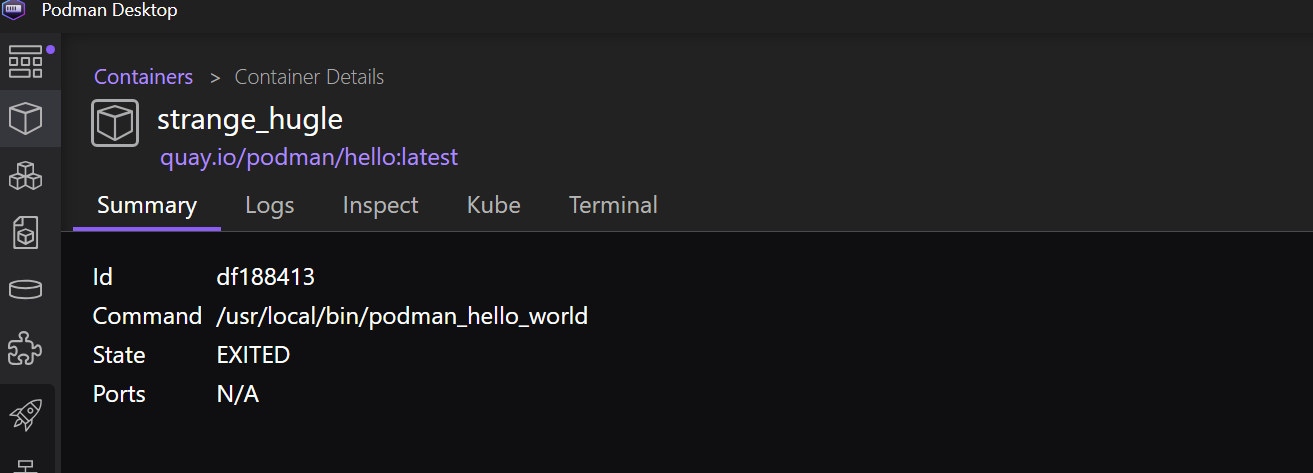 Podman Desktop
Containers > Container Details
strange_hugle
quay.io/podman/hello:latest
Summary Logs Inspect Kube Terminal
Id df188413
Command /usr/local/bin/podman_hello_world
State EXITED
Ports N/A